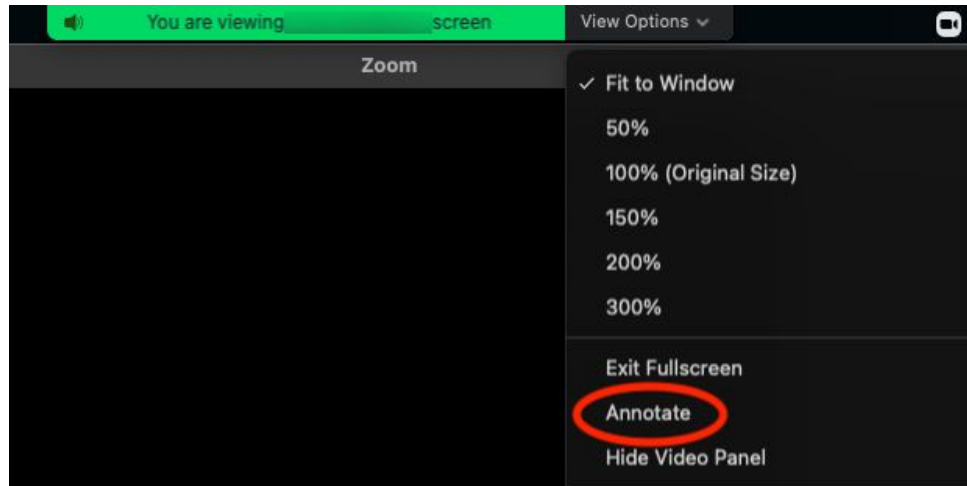 You are viewing screen View Options
Zoom
✓ Fit to Window
50%
100% (Original Size)
150%
200%
300%
Exit Fullscreen
Annotate
Hide Video Panel